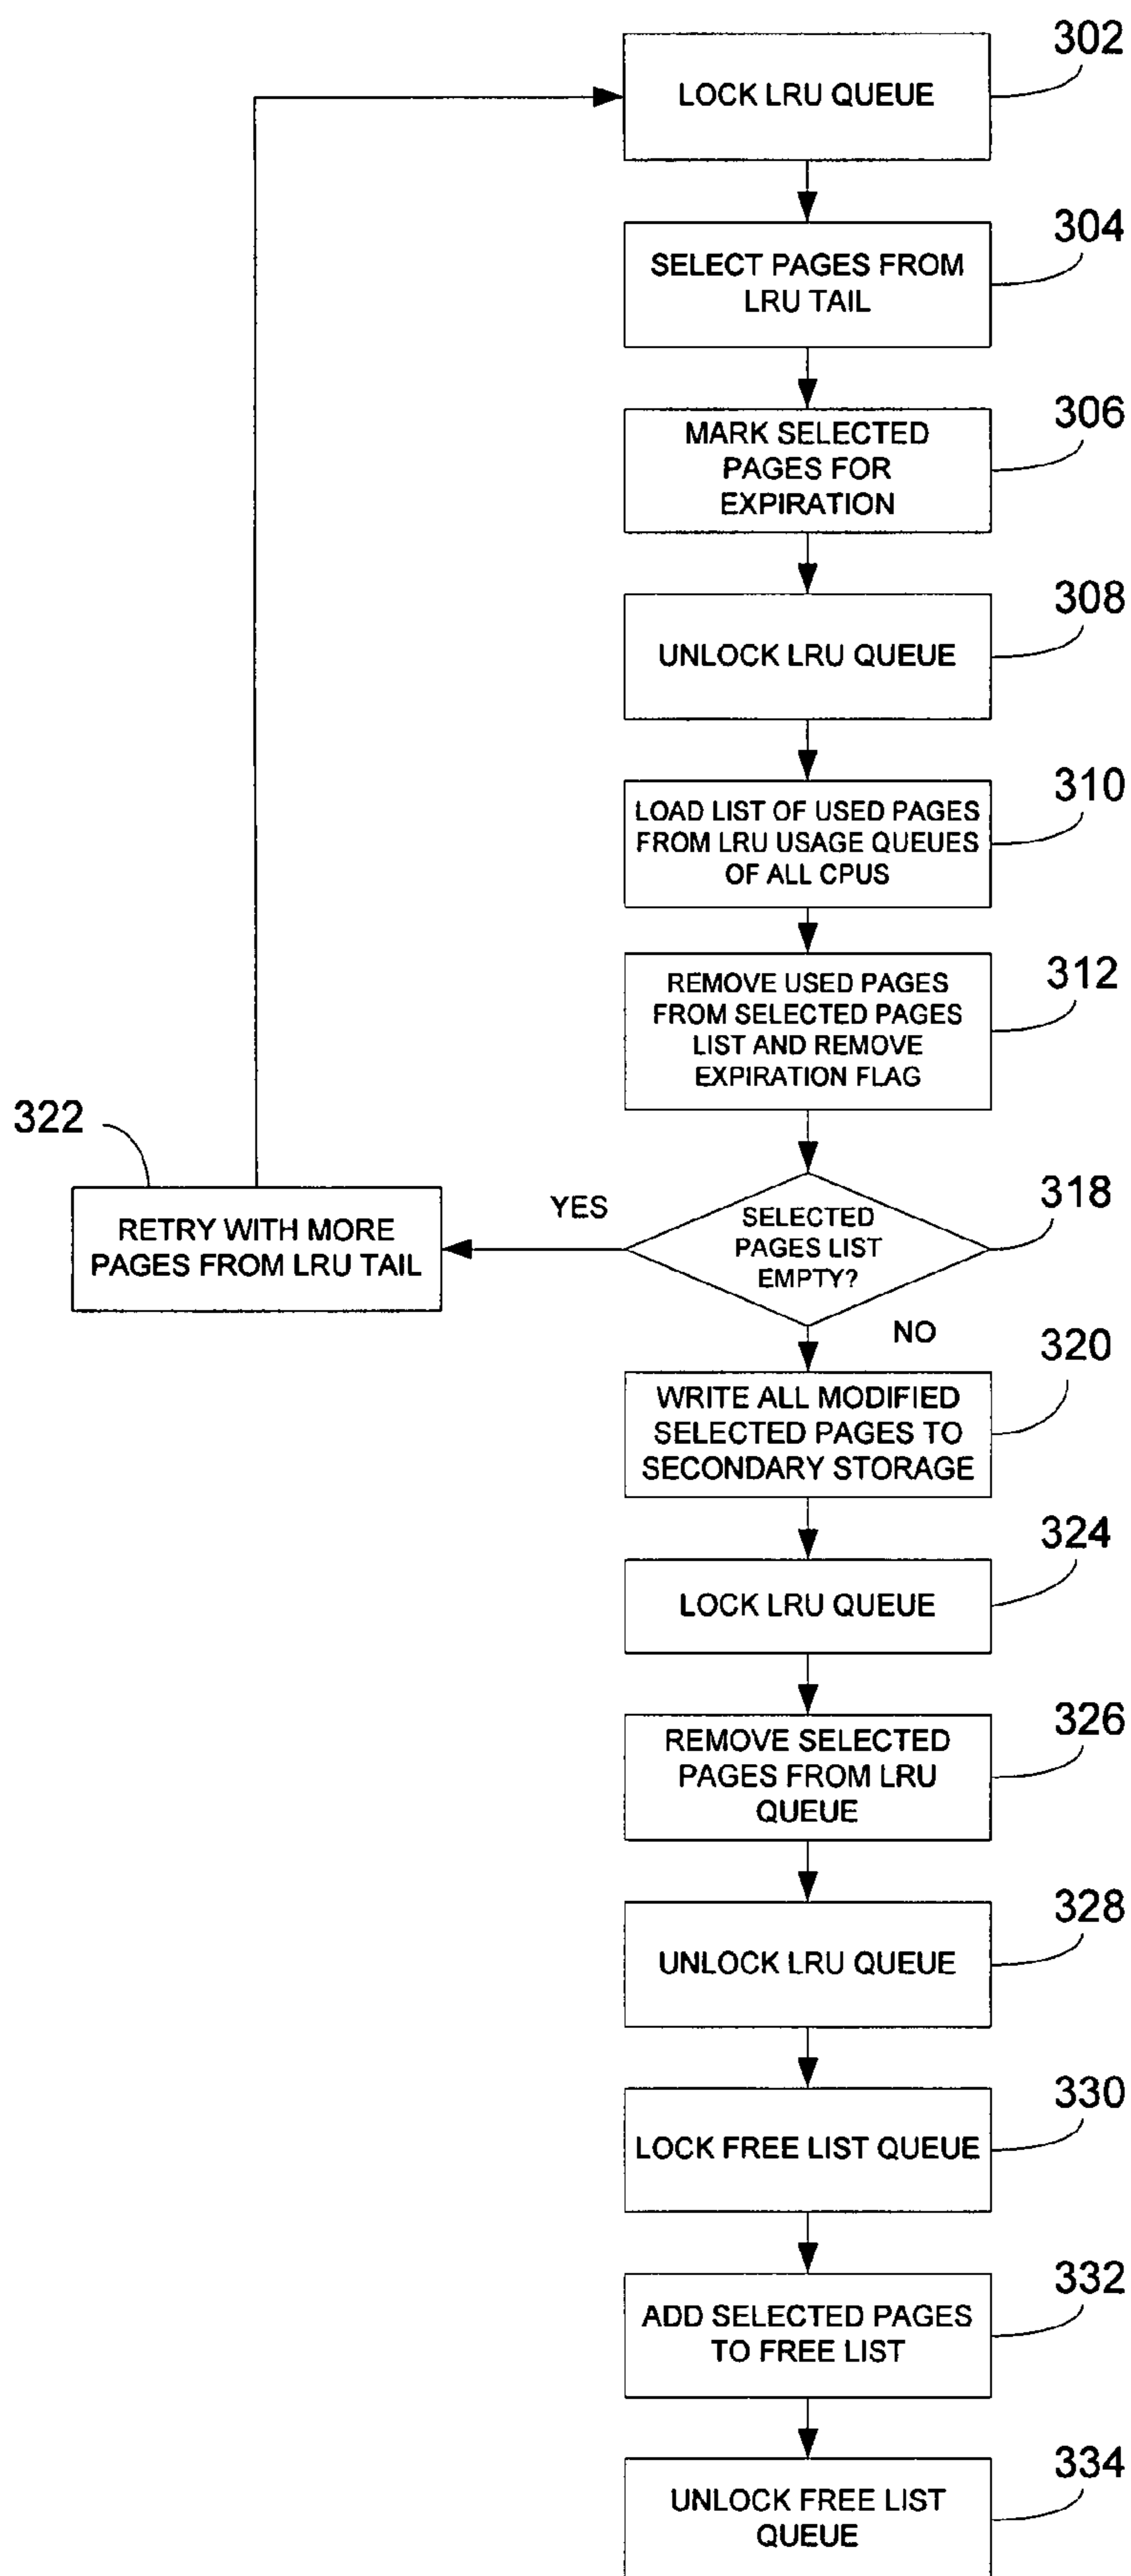 302
LOCK LRU QUEUE
304
SELECT PAGES FROM
LRU TAIL
306
MARK SELECTED
PAGES FOR
EXPIRATION
308
UNLOCK LRU QUEUE
310
LOAD LIST OF USED PAGES
FROM LRU USAGE QUEUES
OF ALL CPUS
312
REMOVE USED PAGES
FROM SELECTED PAGES
LIST AND REMOVE
EXPIRATION FLAG
322
RETRY WITH MORE
PAGES FROM LRU TAIL
YES
318
SELECTED
PAGES LIST
EMPTY?
NO
320
WRITE ALL MODIFIED
SELECTED PAGES TO
SECONDARY STORAGE
324
LOCK LRU QUEUE
326
REMOVE SELECTED
PAGES FROM LRU
QUEUE
328
UNLOCK LRU QUEUE
330
LOCK FREE LIST QUEUE
332
ADD SELECTED PAGES
TO FREE LIST
334
UNLOCK FREE LIST
QUEUE